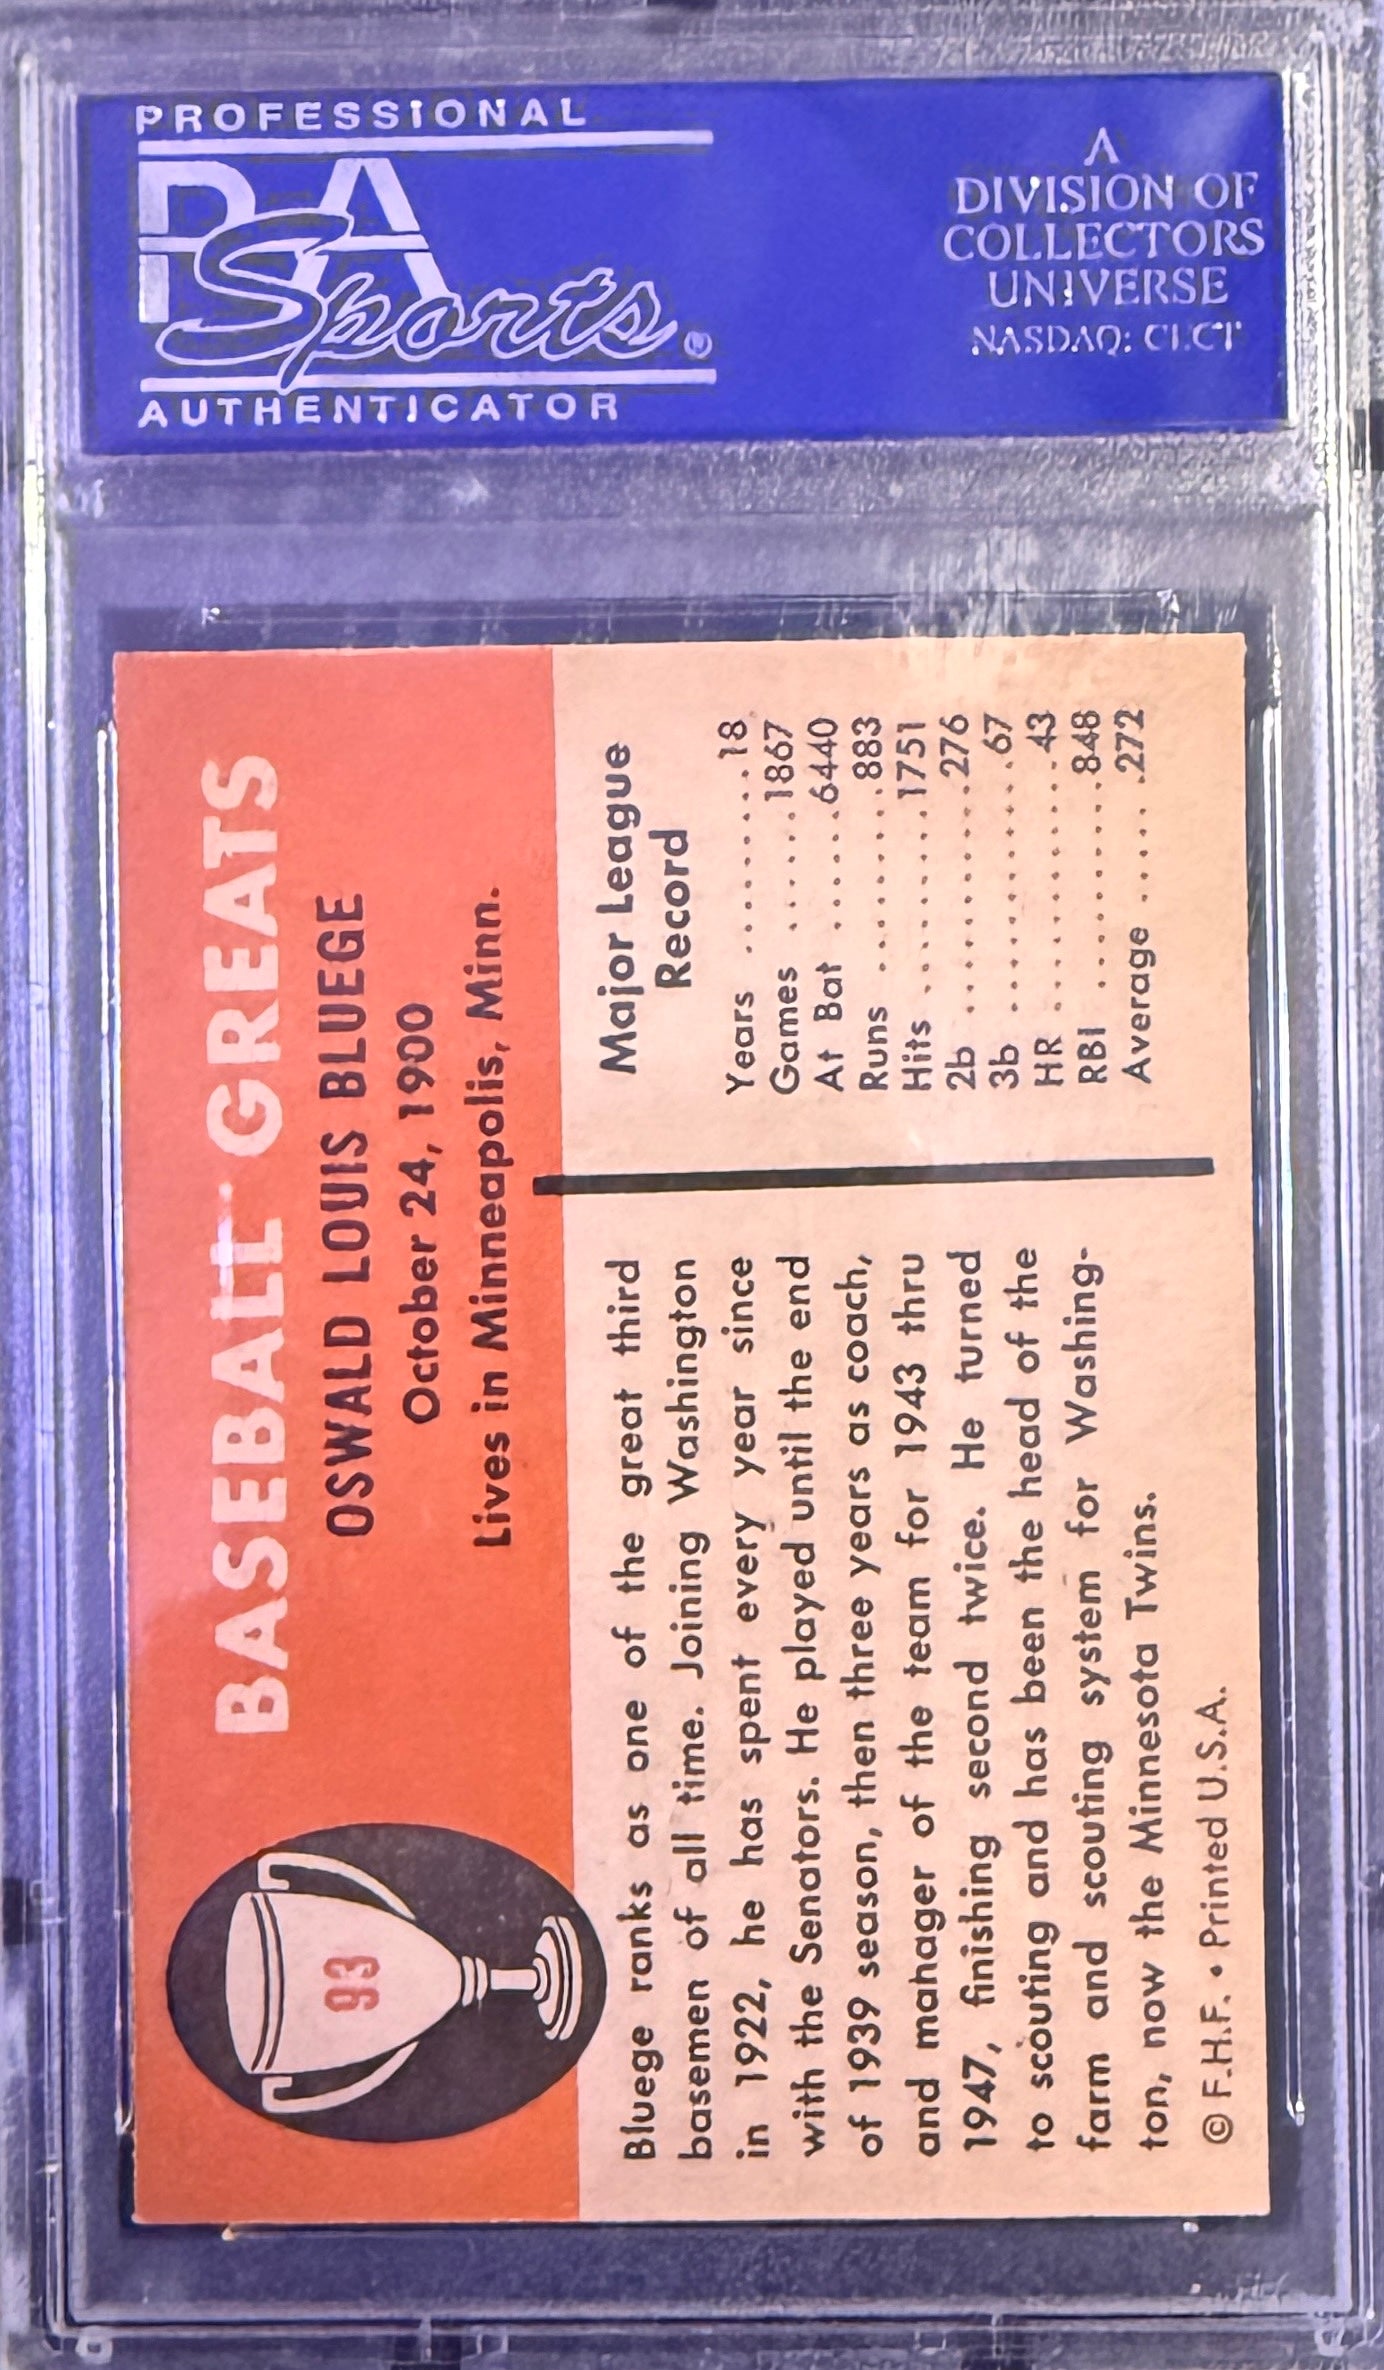 PROFESSIONAL
PSA
Sports®
AUTHENTICATOR
A
DIVISION OF
COLLECTORS
UNIVERSE
NASDAQ: CLCT
93
BASEBALL GREATS
OSWALD LOUIS BLUEGE
October 24, 1900
Lives in Minneapolis, Minn.
Bluege ranks as one of the great third
basemen of all time. Joining Washington
in 1922, he has spent every year since
with the Senators. He played until the end
of 1939 season, then three years as coach,
and manager of the team for 1943 thru
1947, finishing second twice. He turned
to scouting and has been the head of the
farm and scouting system for Washing-
ton, now the Minnesota Twins.
© F.H.F. • Printed U.S.A.
Major League
Record
Years .........18
Games ......1867
At Bat ......6440
Runs .........883
Hits .........1751
2b ............276
3b .............67
HR ............43
RBI ..........848
Average ......272